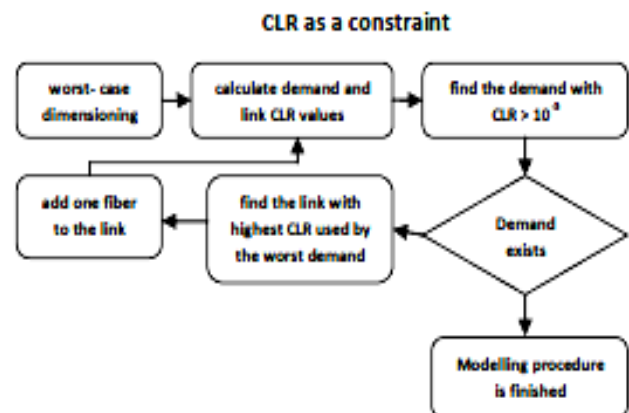 CLR as a constraint
worst- case
dimensioning
calculate demand and
link CLR values
find the demand with
CLR > 10⁻³
add one fiber
to the link
find the link with
highest CLR used by
the worst demand
Demand
exists
Modelling procedure
is finished